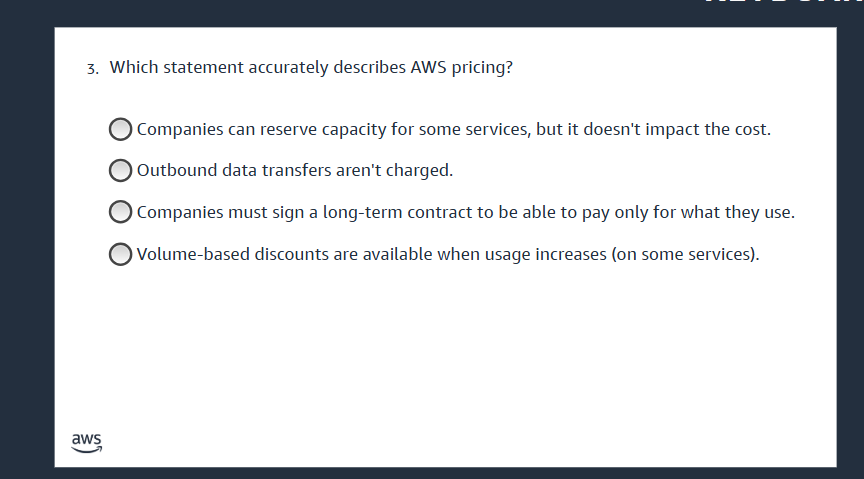 3. Which statement accurately describes AWS pricing?
Companies can reserve capacity for some services, but it doesn't impact the cost.
Outbound data transfers aren't charged.
Companies must sign a long-term contract to be able to pay only for what they use.
Volume-based discounts are available when usage increases (on some services).
aws